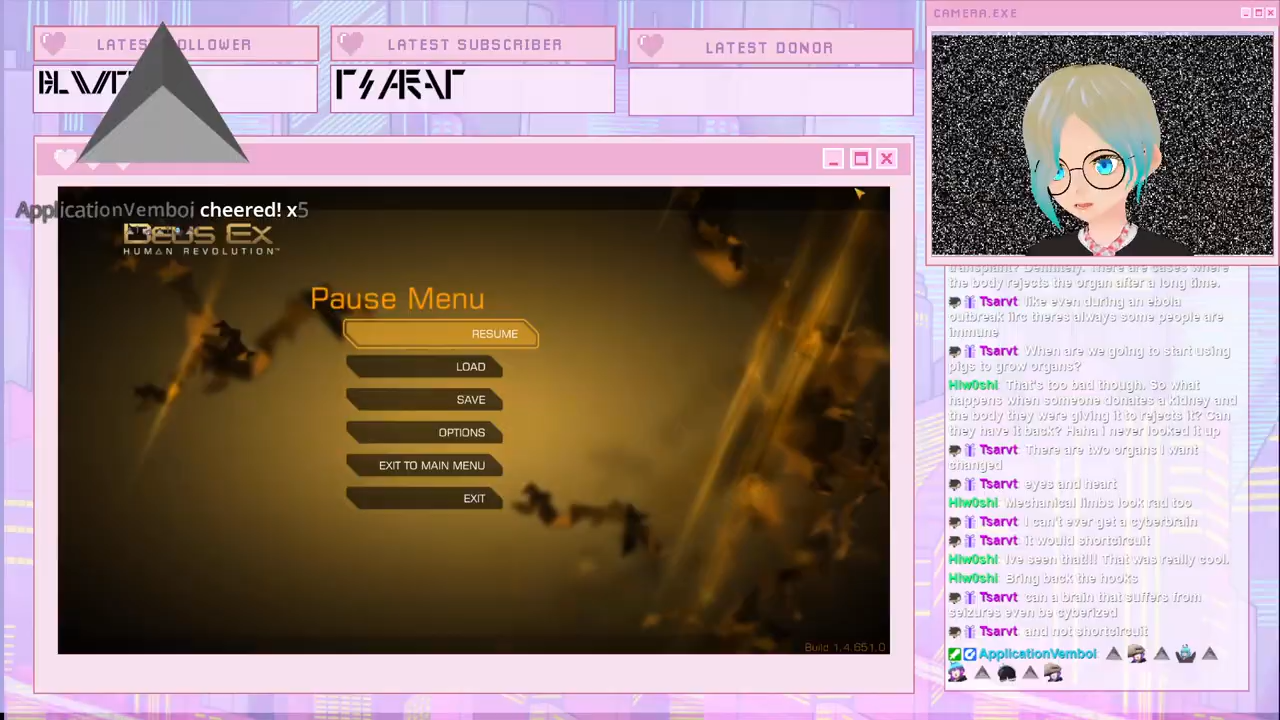 CAMERA.EXE
LATEST FOLLOWER
LATEST SUBSCRIBER
LATEST DONOR
TSARVT
ApplicationVemboi cheered! x5
DEUS EX
HUMAN REVOLUTION™
Pause Menu
RESUME
LOAD
SAVE
OPTIONS
EXIT TO MAIN MENU
EXIT
Build 1.4.651.0
transplant? Definitely. There are cases where
the body rejects the organ after a long time.
Tsarvt like even during an ebola
outbreak iirc theres always some people are
immune
Tsarvt When are we going to start using
pigs to grow organs?
Hiw0shi That's too bad though. So what
happens when someone donates a kidney and
the body they were giving it to rejects it? Can
they have it back? Haha I never looked it up
Tsarvt There are two organs I want
changed
Tsarvt eyes and heart
Hiw0shi Mechanical limbs look rad too
Tsarvt I can't ever get a cyberbrain
Tsarvt it would shortcircuit
Hiw0shi Ive seen that!!! That was really cool.
Hiw0shi Bring back the hooks
Tsarvt can a brain that suffers from
seizures even be cyberized
Tsarvt and not shortcircuit
ApplicationVemboi